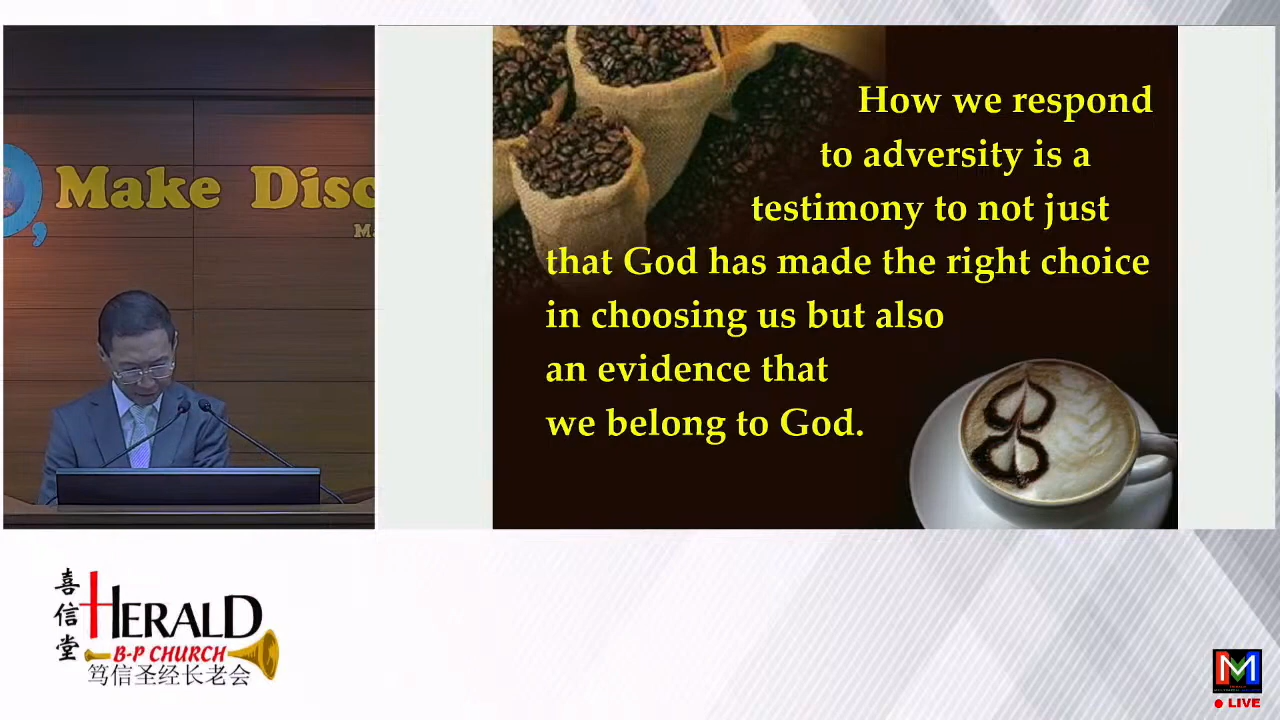 Make Disc
M
How we respond
to adversity is a
testimony to not just
that God has made the right choice
in choosing us but also
an evidence that
we belong to God.
喜信堂
HERALD
B-P CHURCH
笃信圣经长老会
M
LIVE